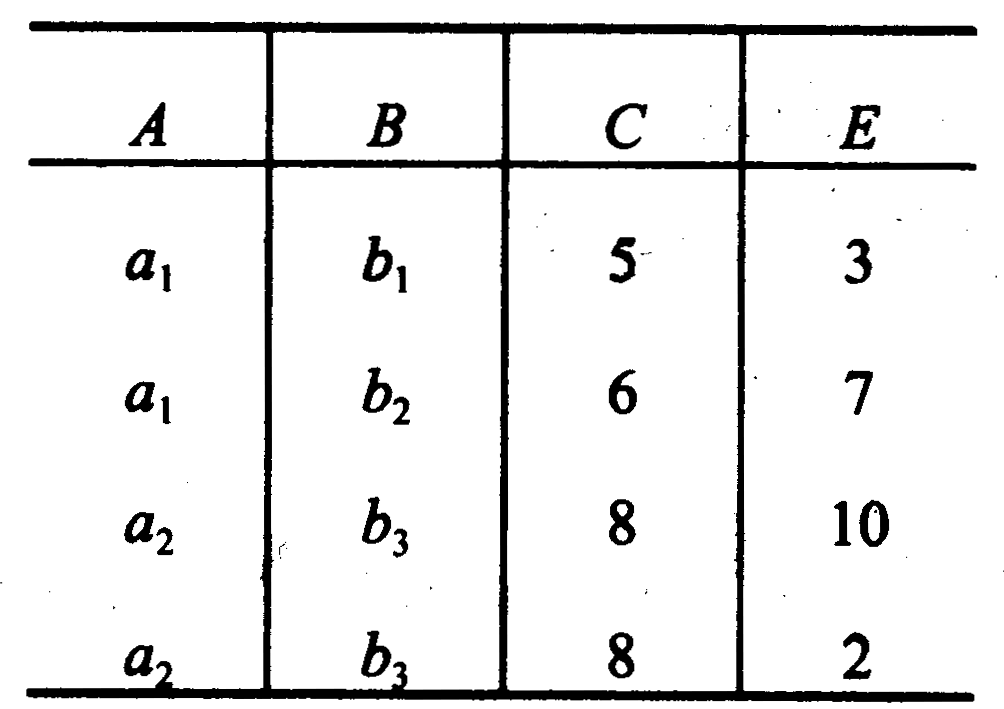 A B C E
a₁ b₁ 5 3
a₁ b₂ 6 7
a₂ b₃ 8 10
a₂ b₃ 8 2